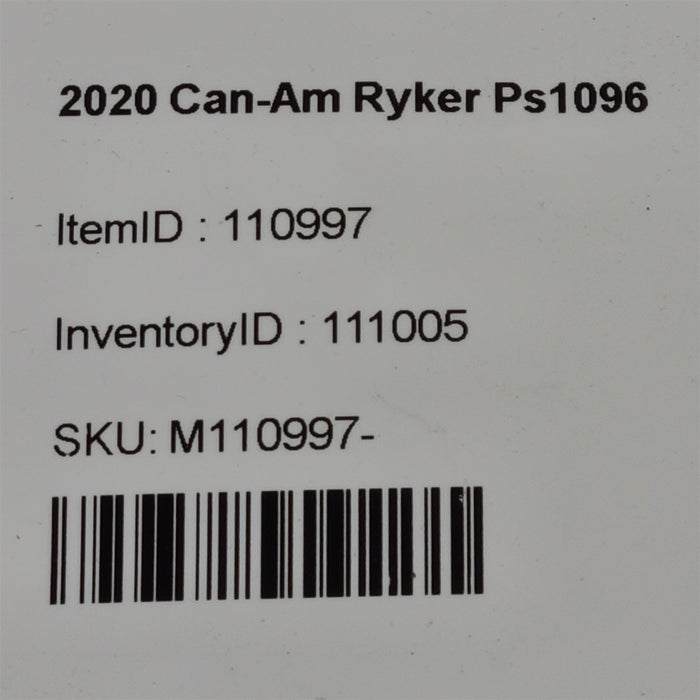 2020 Can-Am Ryker Ps1096
ItemID : 110997
InventoryID : 111005
SKU: M110997-